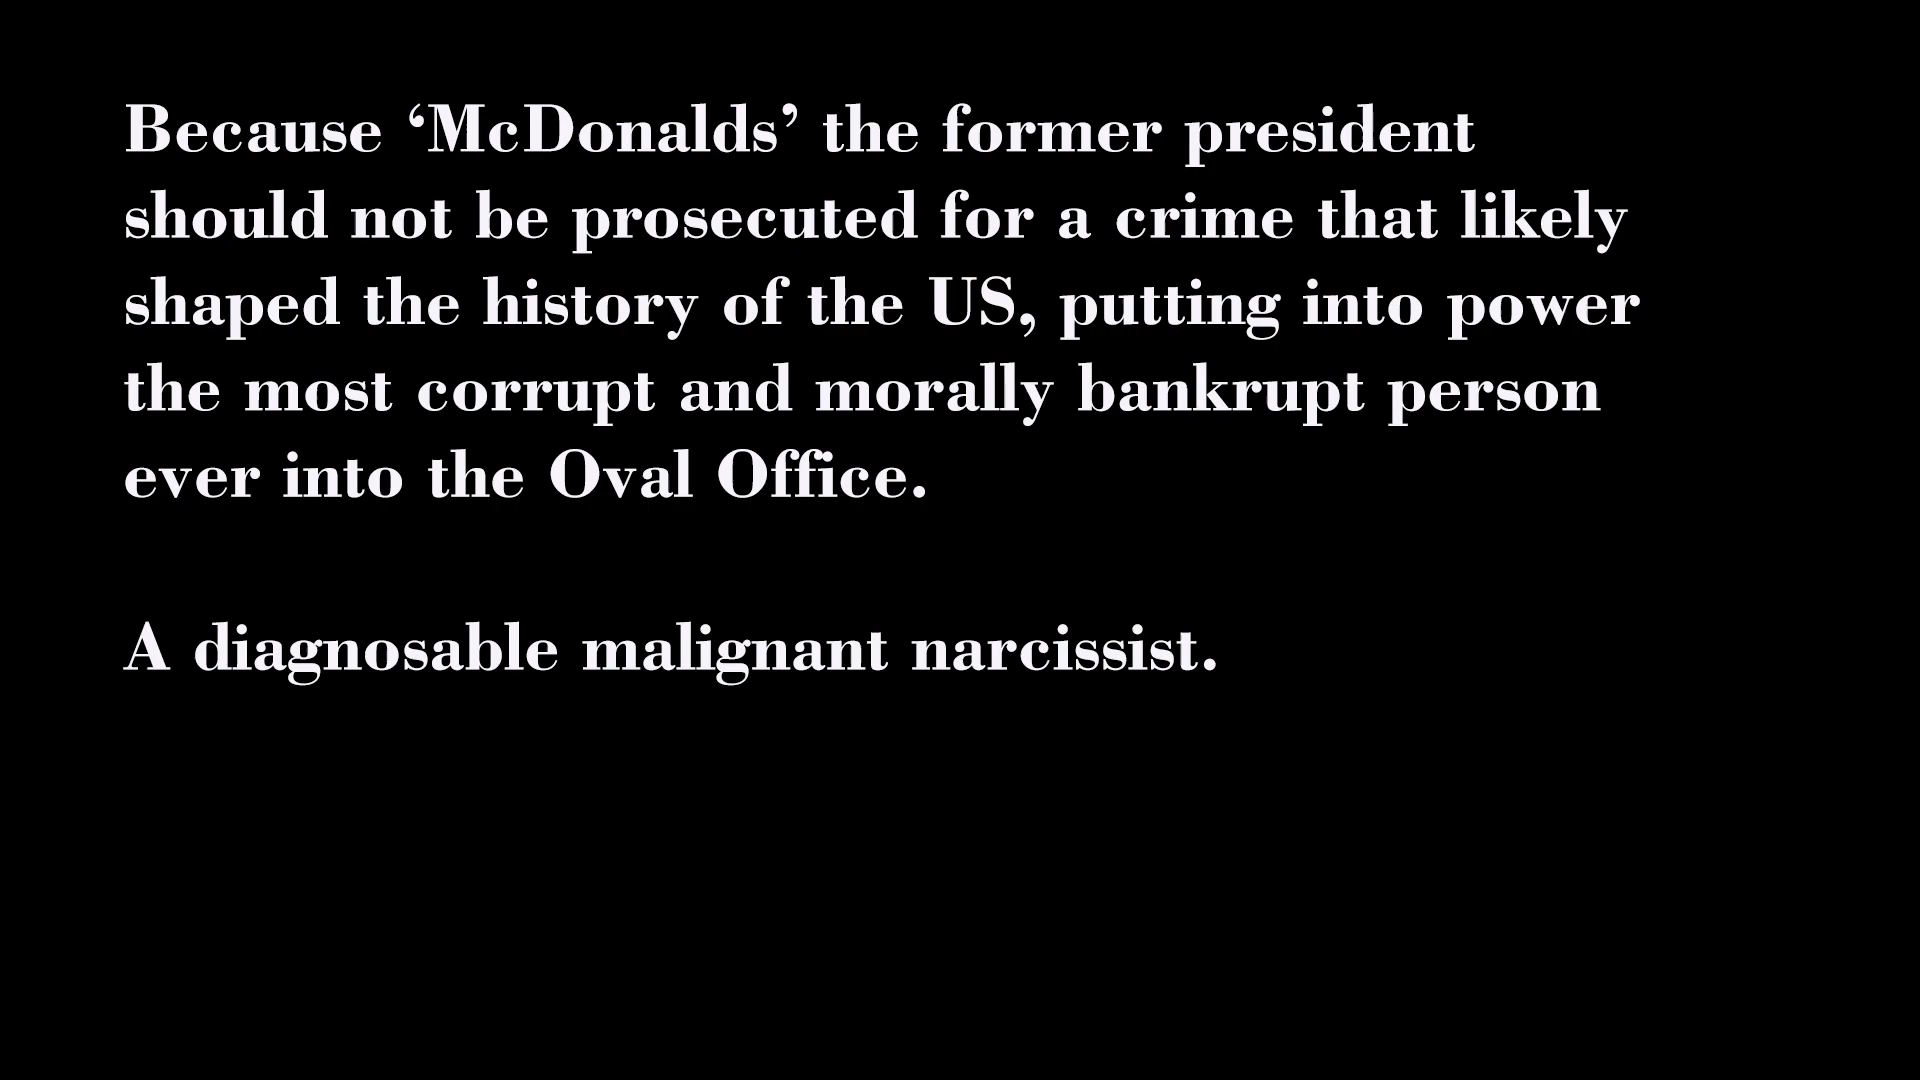 Because ‘McDonalds’ the former president
should not be prosecuted for a crime that likely
shaped the history of the US, putting into power
the most corrupt and morally bankrupt person
ever into the Oval Office.
A diagnosable malignant narcissist.